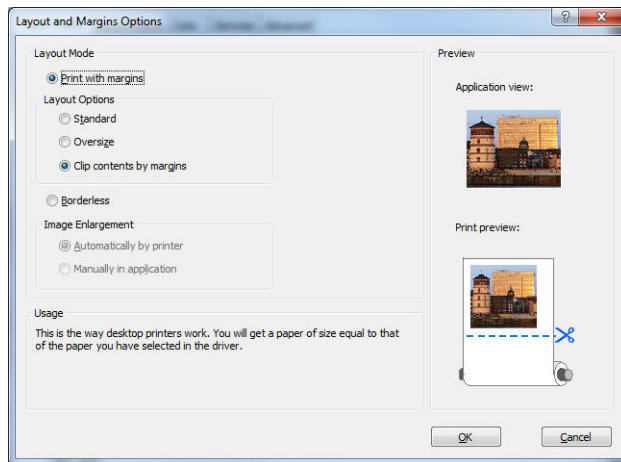 Layout and Margins Options
Layout Mode
Print with margins
Layout Options
Standard
Oversize
Clip contents by margins
Borderless
Image Enlargement
Automatically by printer
Manually in application
Usage
This is the way desktop printers work. You will get a paper of size equal to that
of the paper you have selected in the driver.
Preview
Application view:
Print preview:
OK
Cancel